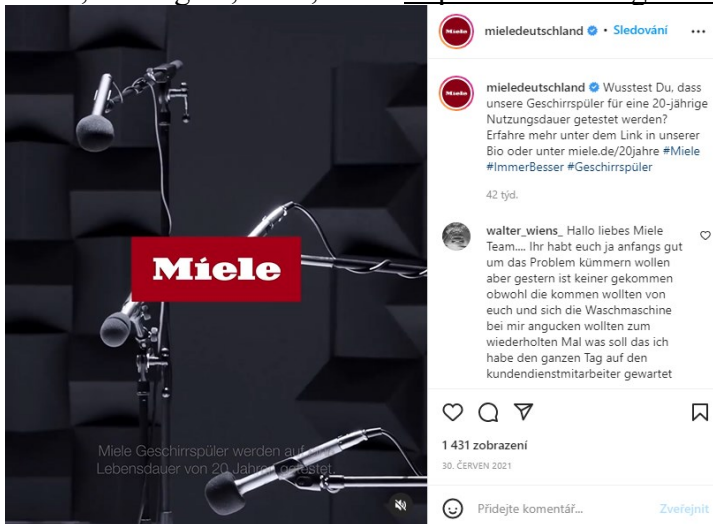 Miele
Miele Geschirrspüler werden auf eine
Lebensdauer von 20 Jahren getestet.
Miele
mieledeutschland • Sledování ...
Miele
mieledeutschland Wusstest Du, dass
unsere Geschirrspüler für eine 20-jährige
Nutzungsdauer getestet werden?
Erfahre mehr unter dem Link in unserer
Bio oder unter miele.de/20jahre #Miele
#ImmerBesser #Geschirrspüler
42 týd.
walter_wiens_ Hallo liebes Miele
Team.... Ihr habt euch ja anfangs gut
um das Problem kümmern wollen
aber gestern ist keiner gekommen
obwohl die kommen wollten von
euch und sich die Waschmaschine
bei mir angucken wollten zum
wiederholten Mal was soll das ich
habe den ganzen Tag auf den
kundendienstmitarbeiter gewartet
1 431 zobrazení
30. ČERVEN 2021
Přidejte komentář...
Zveřejnit